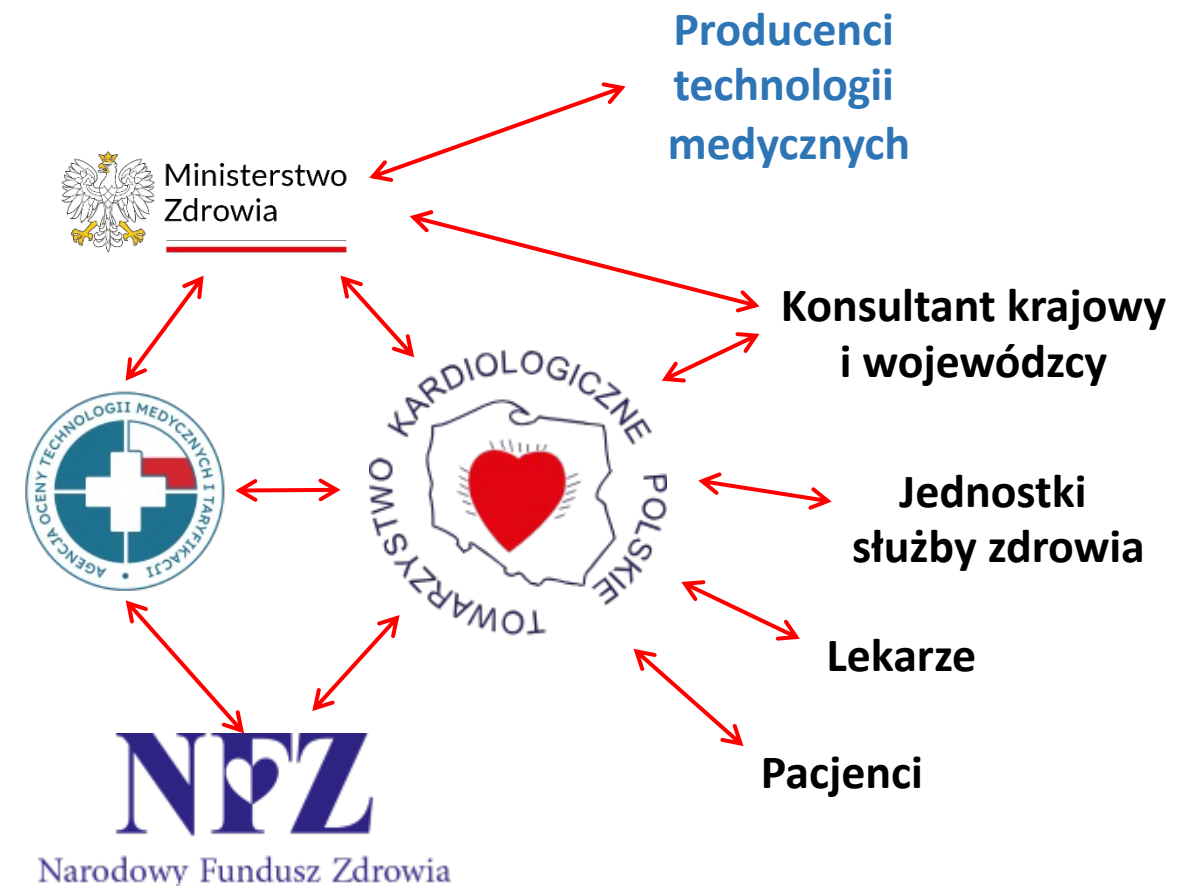 Producenci
technologii
medycznych
Ministerstwo
Zdrowia
Konsultant krajowy
i wojewódzcy
AGENCJA OCENY TECHNOLOGII MEDYCZNYCH I TARYFIKACJI
POLSKIE TOWARZYSTWO KARDIOLOGICZNE
Jednostki
służby zdrowia
Lekarze
Pacjenci
NFZ
Narodowy Fundusz Zdrowia